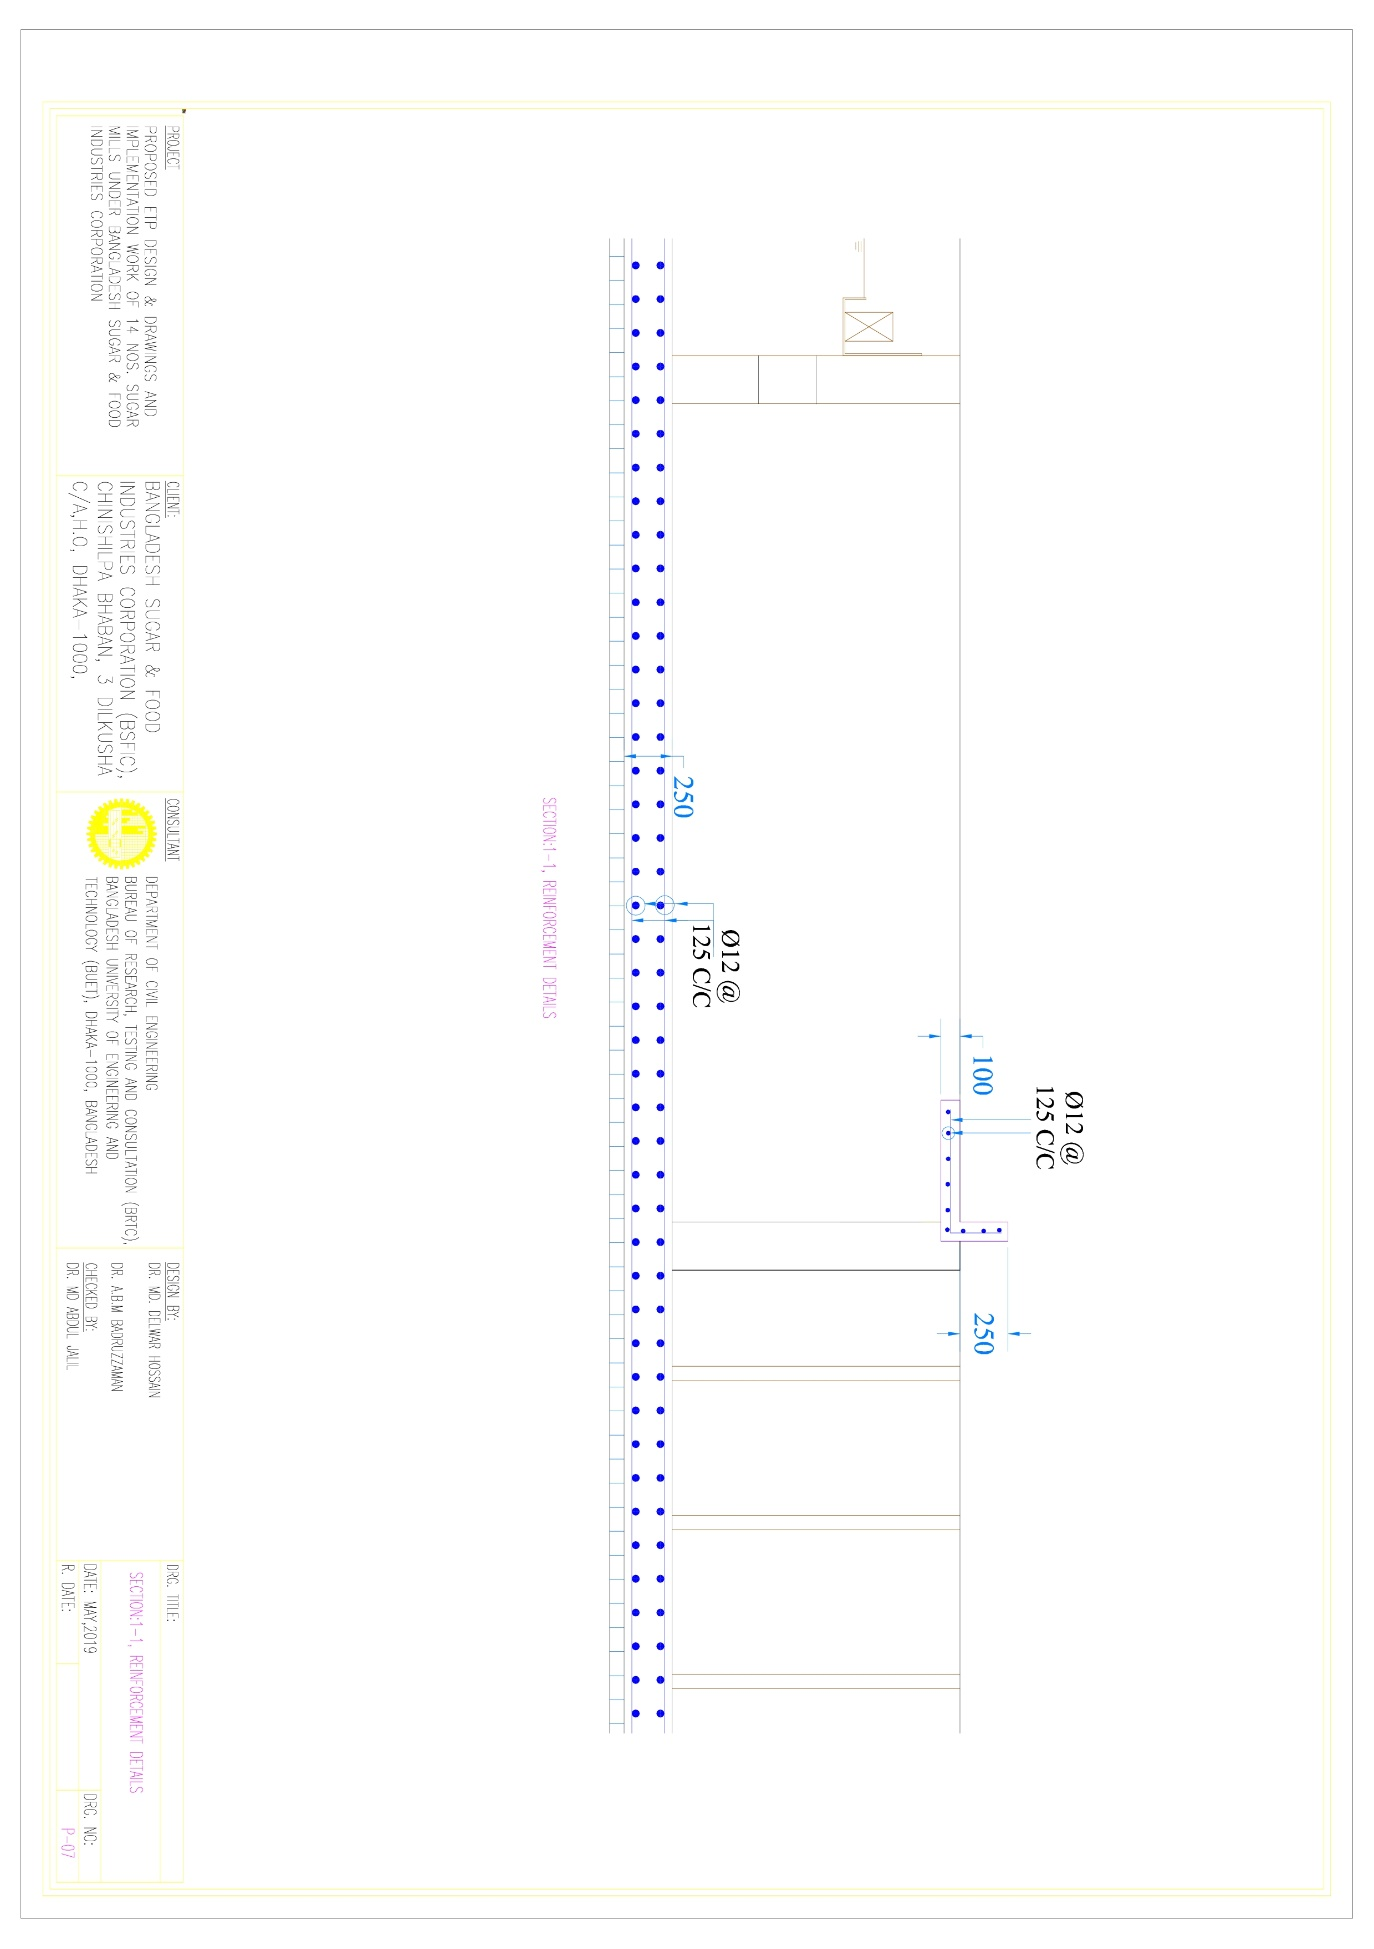 Ø12 @
125 C/C
100
250
Ø12 @
125 C/C
250
SECTION:1-1, REINFORCEMENT DETAILS
PROJECT
PROPOSED ETP DESIGN & DRAWINGS AND
IMPLEMENTATION WORK OF 14 NOS. SUGAR
MILLS UNDER BANGLADESH SUGAR & FOOD
INDUSTRIES CORPORATION
CLIENT:
BANGLADESH SUGAR & FOOD
INDUSTRIES CORPORATION (BSFIC),
CHINISHILPA BHABAN, 3 DILKUSHA
C/A,H.O, DHAKA-1000,
CONSULTANT
DEPARTMENT OF CIVIL ENGINEERING
BUREAU OF RESEARCH, TESTING AND CONSULTATION (BRTC),
BANGLADESH UNIVERSITY OF ENGINEERING AND
TECHNOLOGY (BUET), DHAKA-1000, BANGLADESH
DESIGN BY:
DR. MD. DELWAR HOSSAIN
DR. A.B.M BADRUZZAMAN
CHECKED BY:
DR. MD ABDUL JALIL
DRG. TITLE:
SECTION:1-1, REINFORCEMENT DETAILS
DATE: MAY,2019
R. DATE:
DRG. NO:
P-07